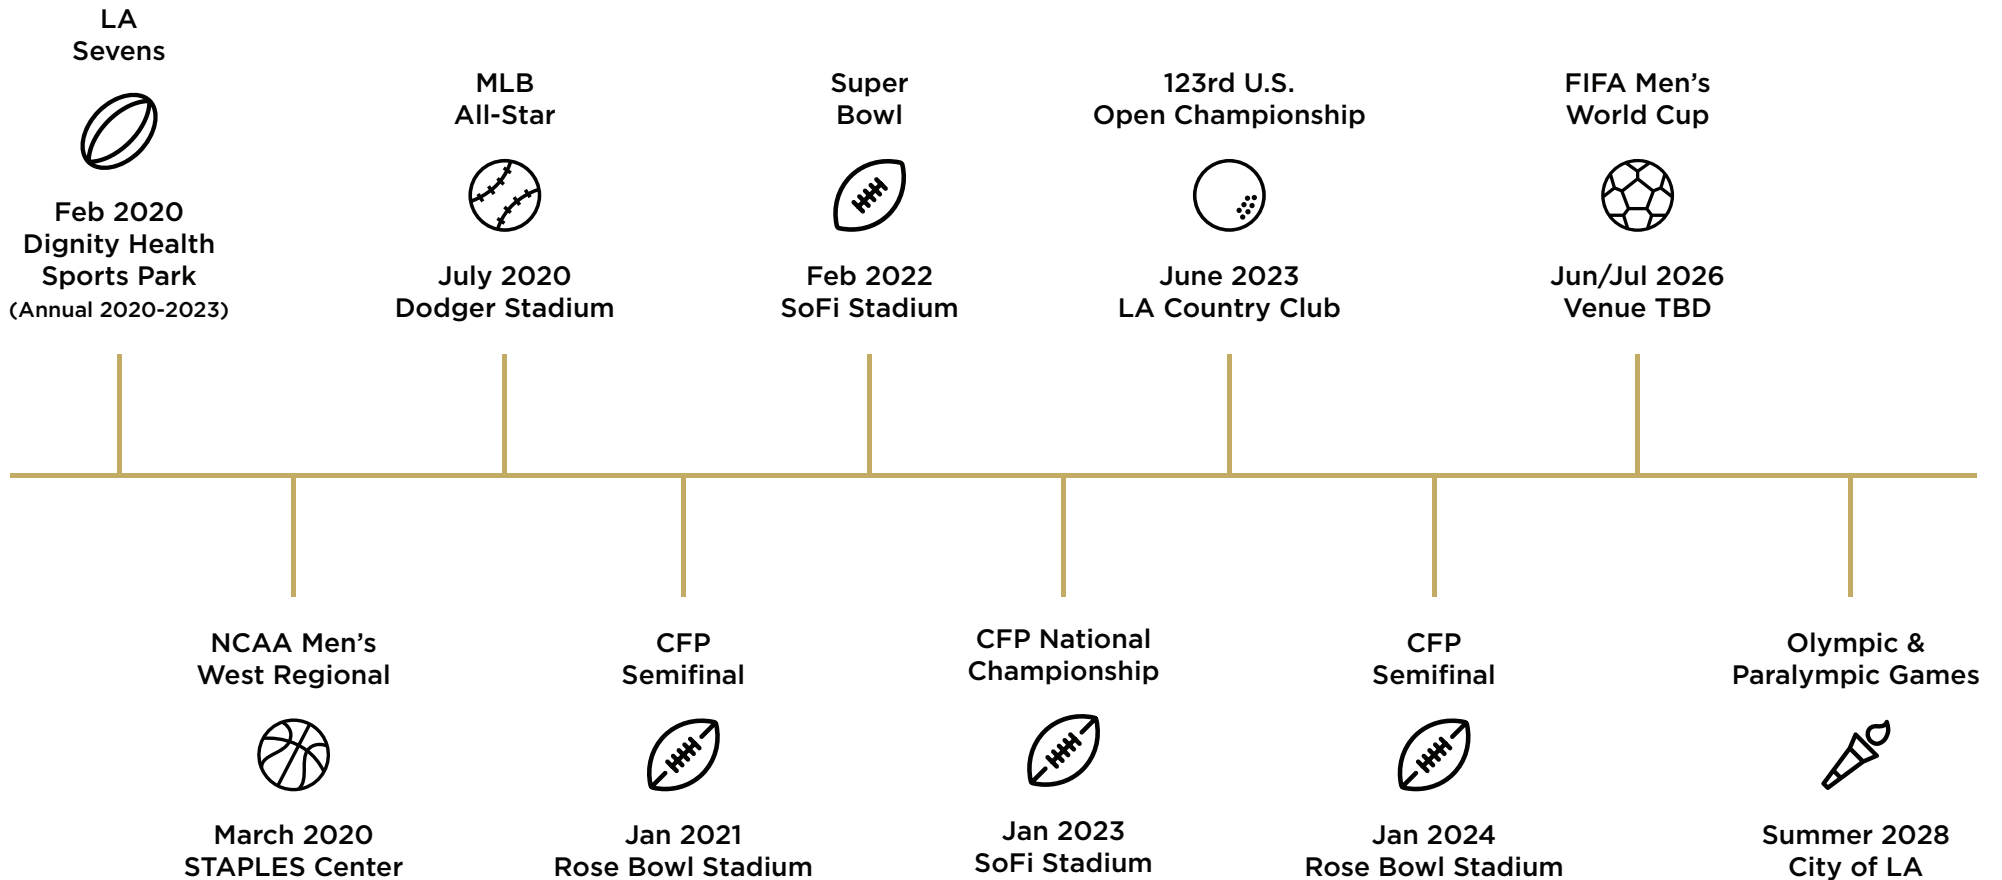 LA
Sevens
Feb 2020
Dignity Health
Sports Park
(Annual 2020-2023)
MLB
All-Star
July 2020
Dodger Stadium
Super
Bowl
Feb 2022
SoFi Stadium
123rd U.S.
Open Championship
June 2023
LA Country Club
FIFA Men’s
World Cup
Jun/Jul 2026
Venue TBD
NCAA Men’s
West Regional
March 2020
STAPLES Center
CFP
Semifinal
Jan 2021
Rose Bowl Stadium
CFP National
Championship
Jan 2023
SoFi Stadium
CFP
Semifinal
Jan 2024
Rose Bowl Stadium
Olympic &
Paralympic Games
Summer 2028
City of LA